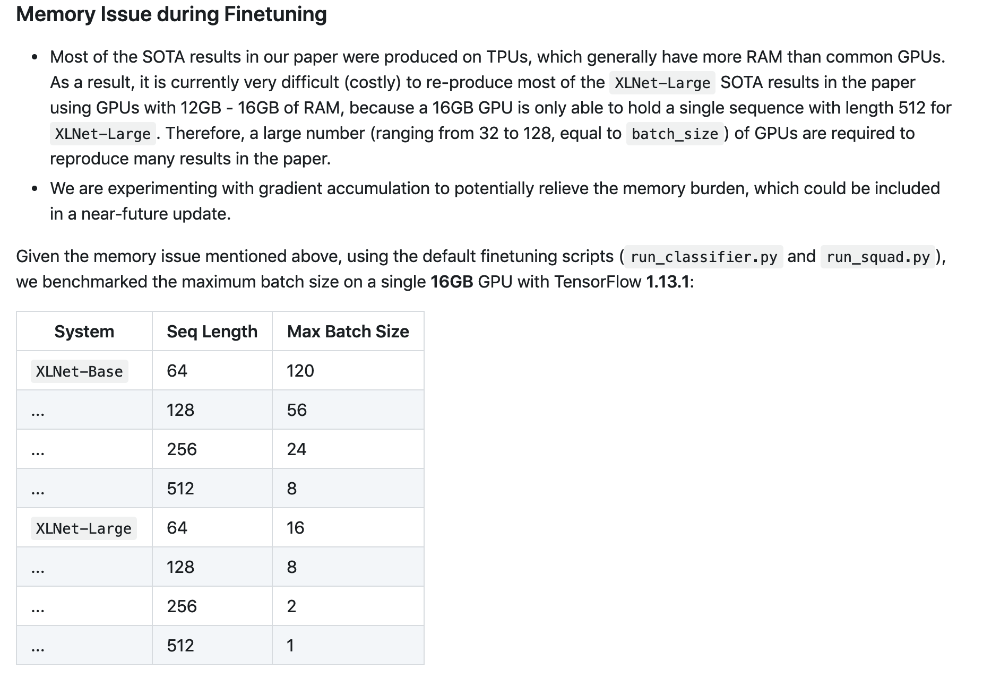 Memory Issue during Finetuning
• Most of the SOTA results in our paper were produced on TPUs, which generally have more RAM than common GPUs.
As a result, it is currently very difficult (costly) to re-produce most of the XLNet-Large SOTA results in the paper
using GPUs with 12GB - 16GB of RAM, because a 16GB GPU is only able to hold a single sequence with length 512 for
XLNet-Large . Therefore, a large number (ranging from 32 to 128, equal to batch_size ) of GPUs are required to
reproduce many results in the paper.
• We are experimenting with gradient accumulation to potentially relieve the memory burden, which could be included
in a near-future update.
Given the memory issue mentioned above, using the default finetuning scripts ( run_classifier.py and run_squad.py ),
we benchmarked the maximum batch size on a single 16GB GPU with TensorFlow 1.13.1:
System Seq Length Max Batch Size
XLNet-Base 64 120
... 128 56
... 256 24
... 512 8
XLNet-Large 64 16
... 128 8
... 256 2
... 512 1